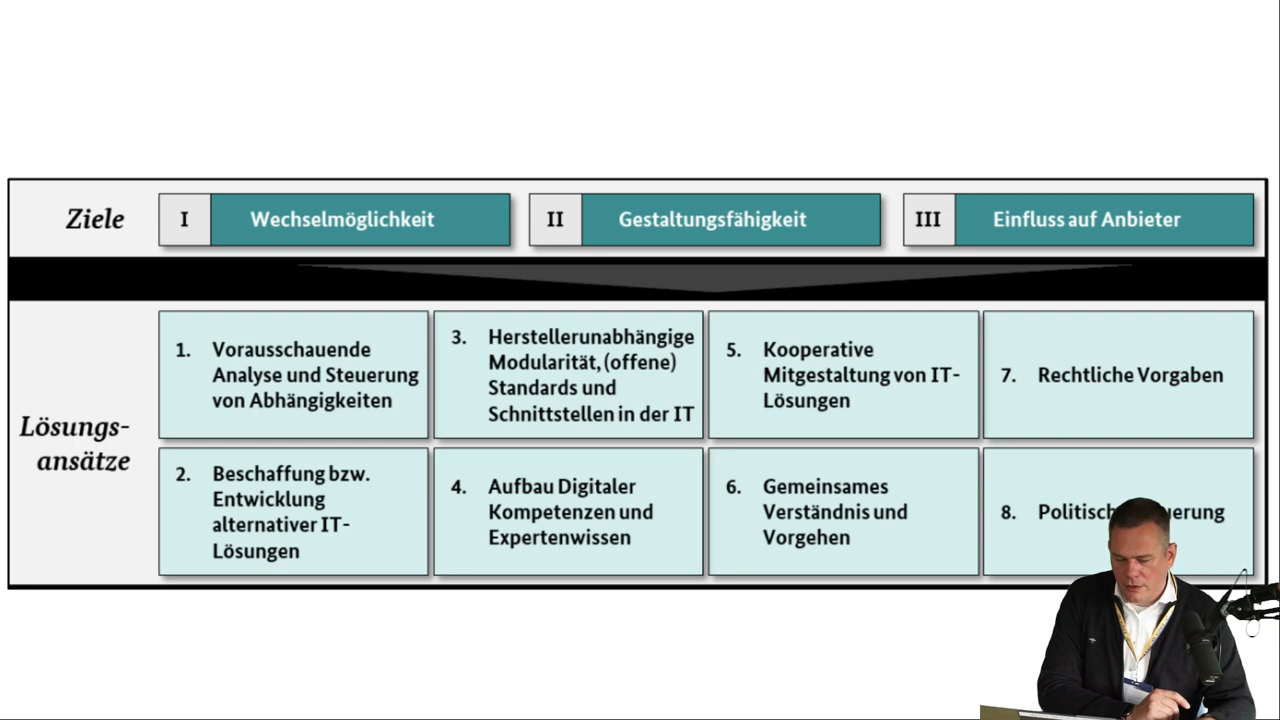 Ziele
I
Wechselmöglichkeit
II
Gestaltungsfähigkeit
III
Einfluss auf Anbieter
Lösungs-
ansätze
1. Vorausschauende
Analyse und Steuerung
von Abhängigkeiten
3. Herstellerunabhängige
Modularität, (offene)
Standards und
Schnittstellen in der IT
5. Kooperative
Mitgestaltung von IT-
Lösungen
7. Rechtliche Vorgaben
2. Beschaffung bzw.
Entwicklung
alternativer IT-
Lösungen
4. Aufbau Digitaler
Kompetenzen und
Expertenwissen
6. Gemeinsames
Verständnis und
Vorgehen
8.